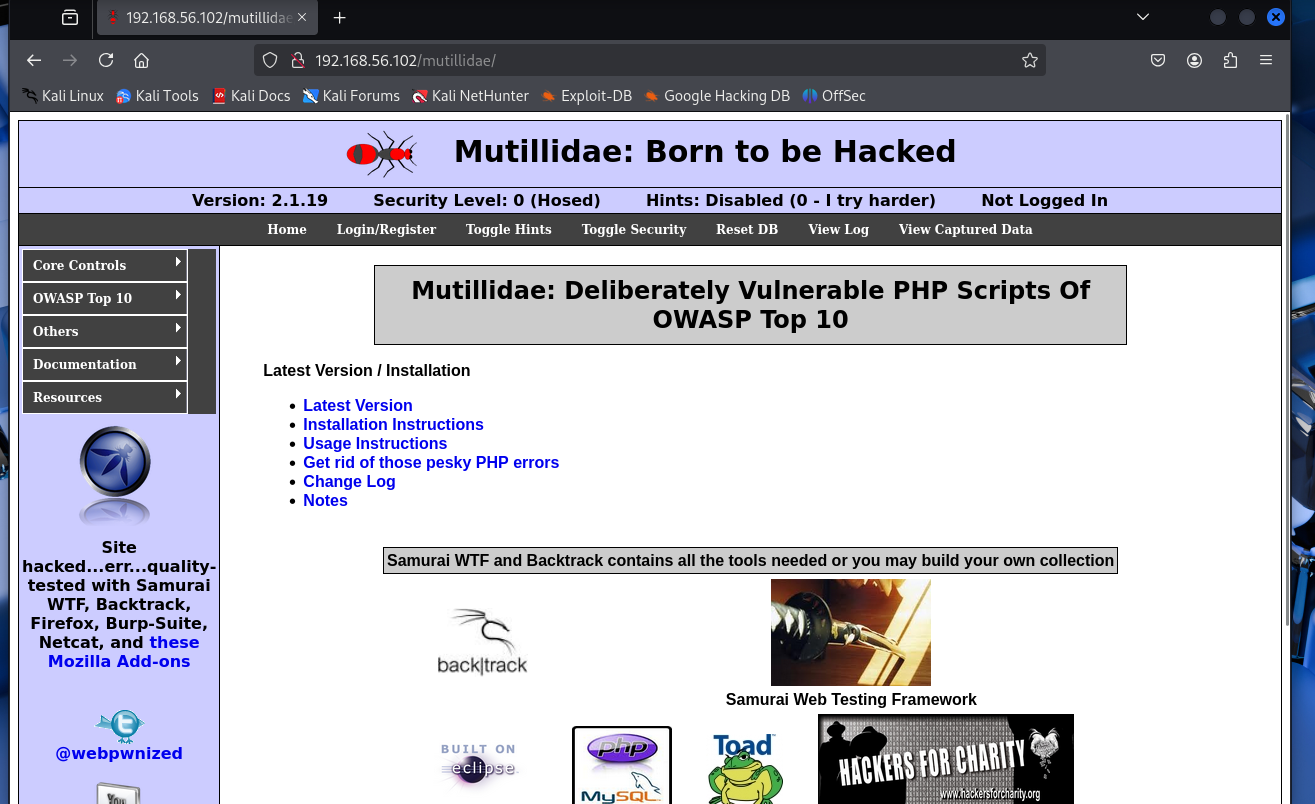 192.168.56.102/mutillidae
192.168.56.102/mutillidae/
Kali Linux Kali Tools Kali Docs Kali Forums Kali NetHunter Exploit-DB Google Hacking DB OffSec
Mutillidae: Born to be Hacked
Version: 2.1.19 Security Level: 0 (Hosed) Hints: Disabled (0 - I try harder) Not Logged In
Home Login/Register Toggle Hints Toggle Security Reset DB View Log View Captured Data
Core Controls
OWASP Top 10
Others
Documentation
Resources
Site
hacked...err...quality-
tested with Samurai
WTF, Backtrack,
Firefox, Burp-Suite,
Netcat, and these
Mozilla Add-ons
@webpwnized
You
Mutillidae: Deliberately Vulnerable PHP Scripts Of
OWASP Top 10
Latest Version / Installation
Latest Version
Installation Instructions
Usage Instructions
Get rid of those pesky PHP errors
Change Log
Notes
Samurai WTF and Backtrack contains all the tools needed or you may build your own collection
back|track
Samurai Web Testing Framework
BUILT ON
eclipse
php
MySQL
Toad
HACKERS FOR CHARITY
www.hackersforcharity.org